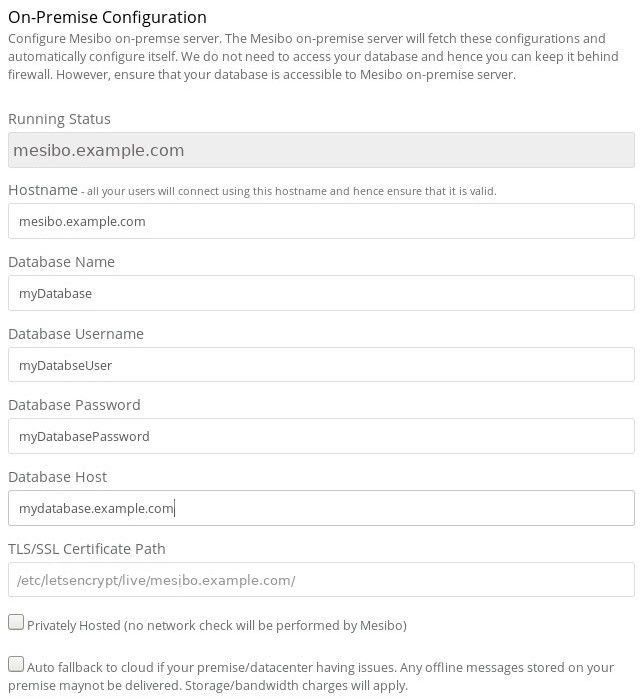 On-Premise Configuration
Configure Mesibo on-premse server. The Mesibo on-premise server will fetch these configurations and
automatically configure itself. We do not need to access your database and hence you can keep it behind
firewall. However, ensure that your database is accessible to Mesibo on-premise server.
Running Status
mesibo.example.com
Hostname - all your users will connect using this hostname and hence ensure that it is valid.
mesibo.example.com
Database Name
myDatabase
Database Username
myDatabseUser
Database Password
myDatabasePassword
Database Host
mydatabase.example.com
TLS/SSL Certificate Path
/etc/letsencrypt/live/mesibo.example.com/
Privately Hosted (no network check will be performed by Mesibo)
Auto fallback to cloud if your premise/datacenter having issues. Any offline messages stored on your
premise maynot be delivered. Storage/bandwidth charges will apply.